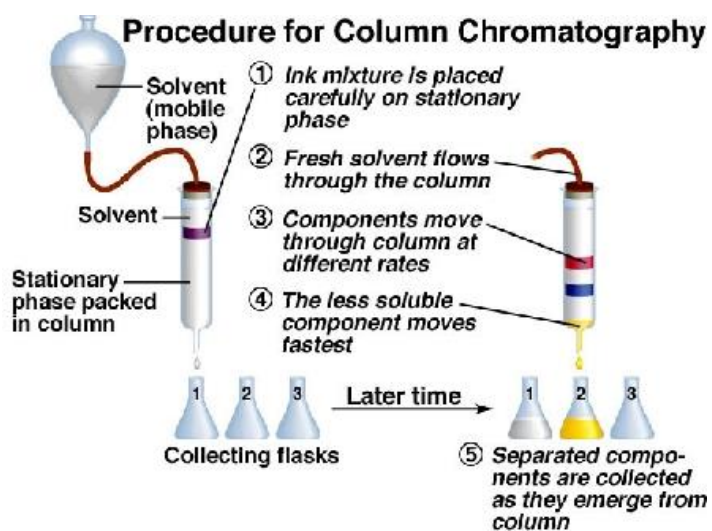 Procedure for Column Chromatography
Solvent
(mobile
phase)
① Ink mixture is placed
carefully on stationary
phase
② Fresh solvent flows
through the column
Solvent
③ Components move
through column at
different rates
Stationary
phase packed
in column
④ The less soluble
component moves
fastest
1 2 3
Collecting flasks
Later time
1 2 3
⑤ Separated compo-
nents are collected
as they emerge from
column